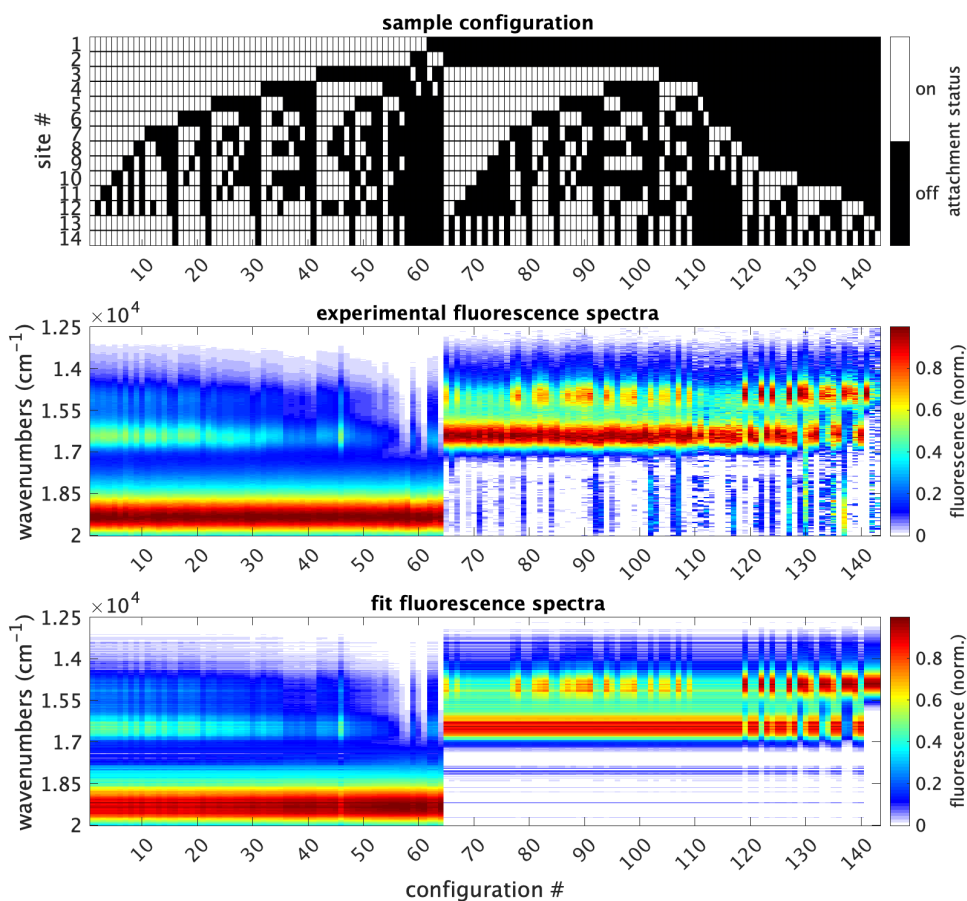 sample configuration
site #
1
2
3
4
5
6
7
8
9
10
11
12
13
14
10 20 30 40 50 60 70 80 90 100 110 120 130 140
on
off
attachment status
experimental fluorescence spectra
×10⁴
wavenumbers (cm⁻¹)
1.25
1.4
1.55
1.7
1.85
2
10 20 30 40 50 60 70 80 90 100 110 120 130 140
0.8
0.6
0.4
0.2
0
fluorescence (norm.)
fit fluorescence spectra
×10⁴
wavenumbers (cm⁻¹)
1.25
1.4
1.55
1.7
1.85
2
10 20 30 40 50 60 70 80 90 100 110 120 130 140
0.8
0.6
0.4
0.2
0
fluorescence (norm.)
configuration #